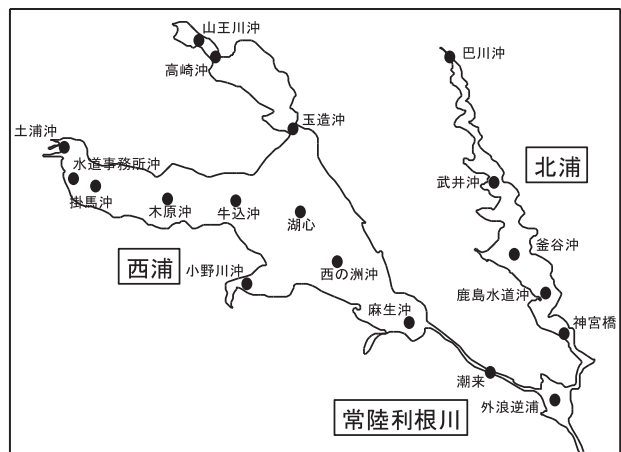 山王川沖
高崎沖
巴川沖
玉造沖
土浦沖
水道事務所沖
掛馬沖
木原沖
牛込沖
湖心
武井沖
北浦
釜谷沖
西浦
小野川沖
西の洲沖
鹿島水道沖
麻生沖
神宮橋
潮来
外浪逆浦
常陸利根川